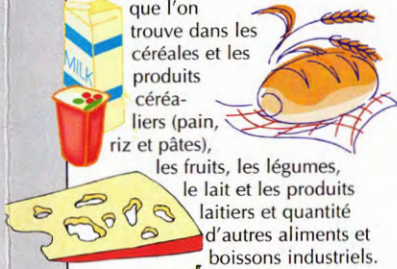 que l'on
trouve dans les
céréales et les
produits
céréa-
liers (pain,
riz et pâtes),
les fruits, les légumes,
le lait et les produits
laitiers et quantité
d'autres aliments et
boissons industriels.
MILK